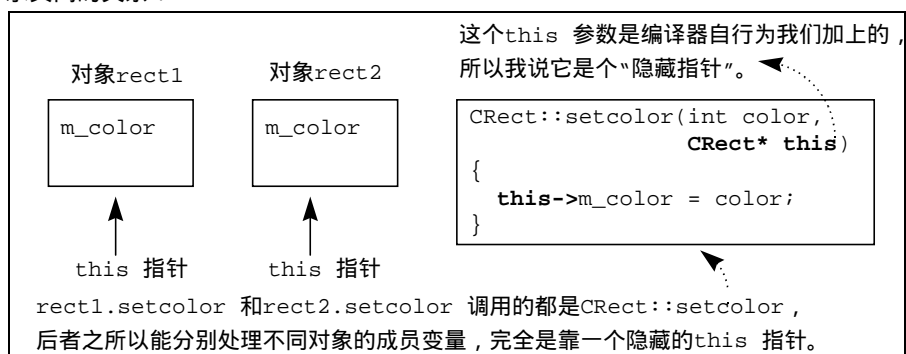 这个this 参数是编译器自行为我们加上的，
所以我说它是个“隐藏指针”。
对象rect1
对象rect2
m_color
m_color
CRect::setcolor(int color,
CRect* this)
{
this->m_color = color;
}
this 指针
this 指针
rect1.setcolor 和rect2.setcolor 调用的都是CRect::setcolor，
后者之所以能分别处理不同对象的成员变量，完全是靠一个隐藏的this 指针。